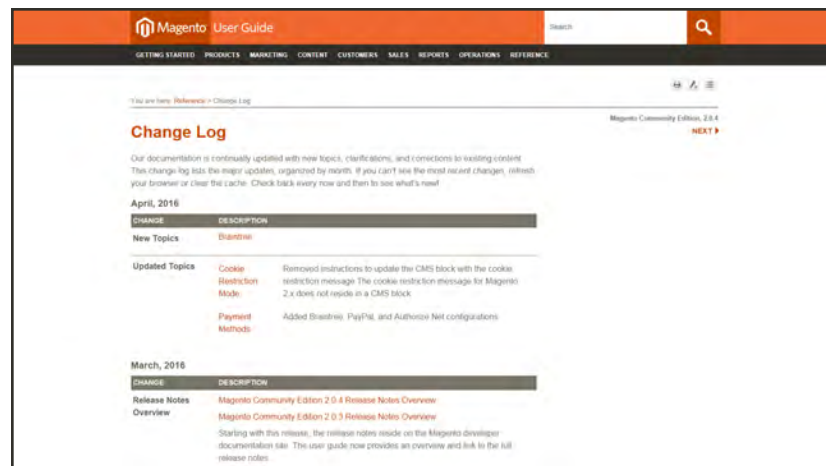 Magento User Guide
Search
GETTING STARTED PRODUCTS MARKETING CONTENT CUSTOMERS SALES REPORTS OPERATIONS REFERENCE
You are here: Reference > Change Log
Magento Community Edition, 2.0.4
NEXT
Change Log
Our documentation is continually updated with new topics, clarifications, and corrections to existing content.
This change log lists the major updates, organized by month. If you can't see the most recent changes, refresh
your browser or clear the cache. Check back every now and then to see what's new!
April, 2016
CHANGE DESCRIPTION
New Topics Braintree
Updated Topics Cookie Removed instructions to update the CMS block with the cookie
Restriction restriction message. The cookie restriction message for Magento
Mode 2.x does not reside in a CMS block.
Payment Added Braintree, PayPal, and Authorize.Net configurations
Methods
March, 2016
CHANGE DESCRIPTION
Release Notes Magento Community Edition 2.0.4 Release Notes Overview
Overview Magento Community Edition 2.0.3 Release Notes Overview
Starting with this release, the release notes reside on the Magento developer
documentation site. The user guide now provides an overview and link to the full
release notes.